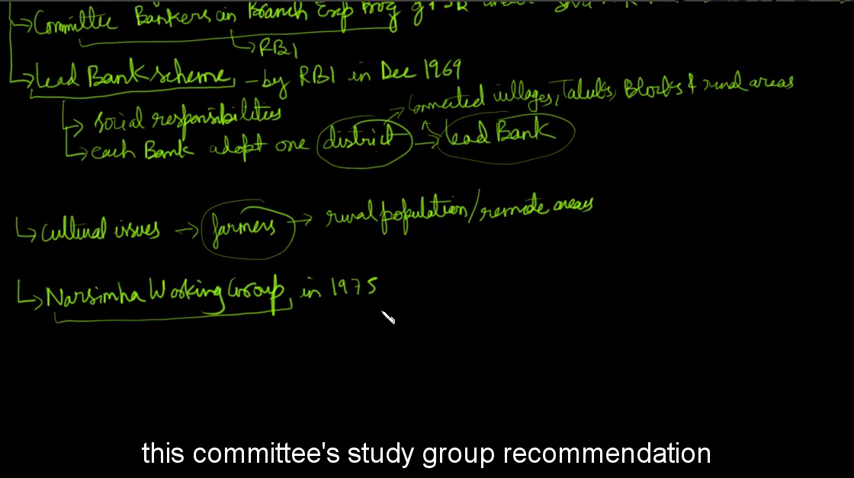 ↳ Committee Bankers in Branch Exp Prog
↳ RBI
↳ Lead Bank scheme, - by RBI in Dec 1969
↳ social responsibilities
→ Connected villages, Taluks, Blocks & rural areas
↳ each Bank adopt one district → lead Bank
↳ cultural issues → farmers → rural population/remote areas
↳ Narsimha Working Group, in 1975
this committee's study group recommendation